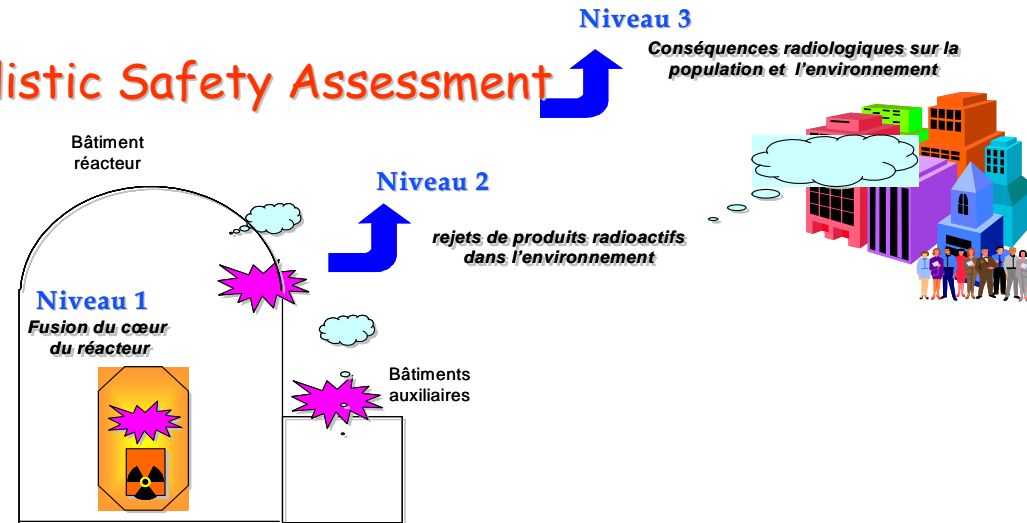 Niveau 3
Conséquences radiologiques sur la
population et l'environnement
listic Safety Assessment
Bâtiment
réacteur
Niveau 2
rejets de produits radioactifs
dans l'environnement
Niveau 1
Fusion du cœur
du réacteur
Bâtiments
auxiliaires